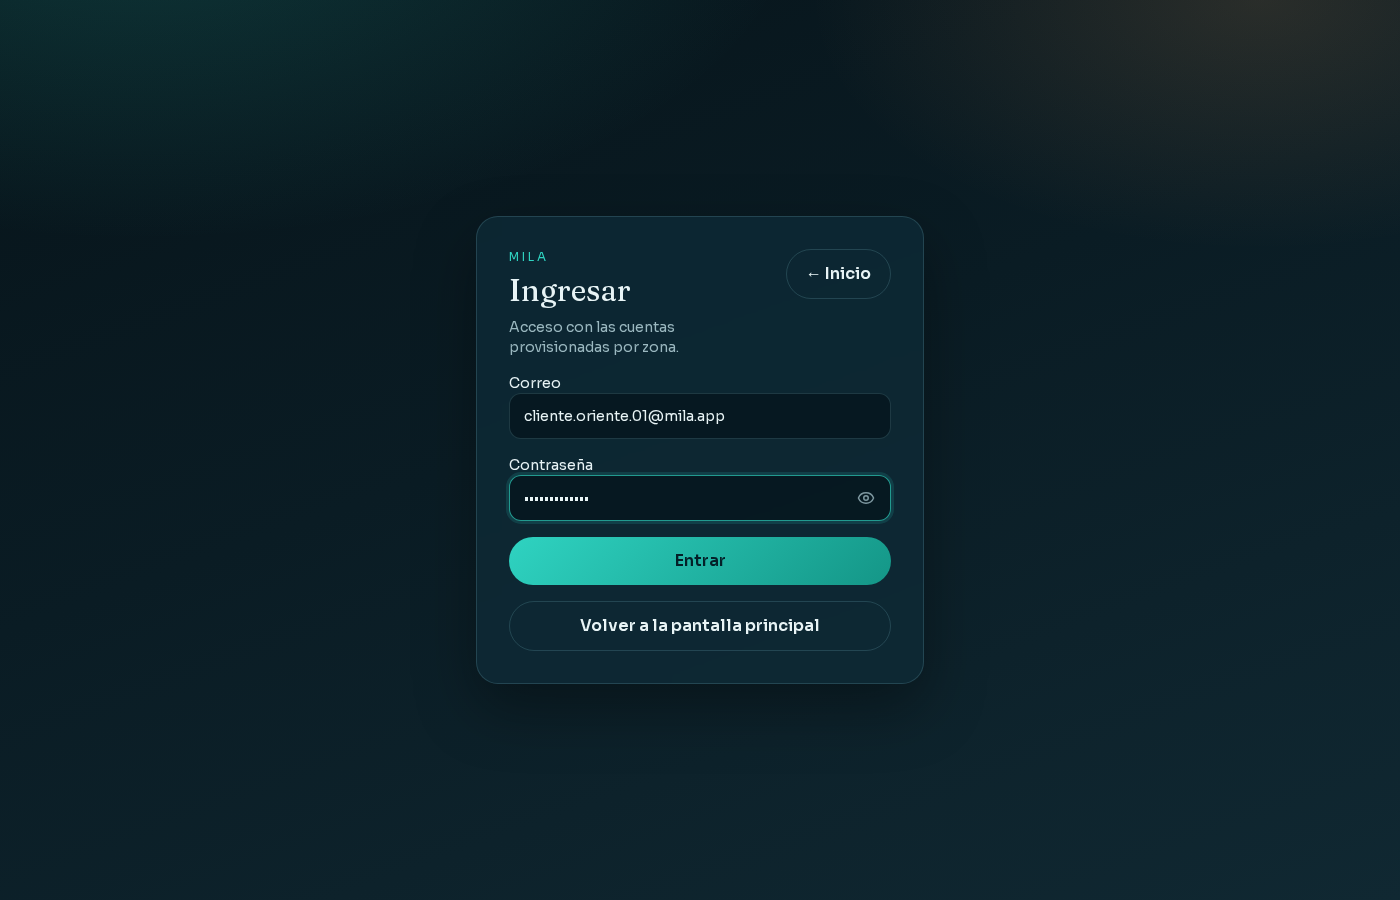 MILA
Ingresar
← Inicio
Acceso con las cuentas
provisionadas por zona.
Correo
cliente.oriente.01@mila.app
Contraseña
•••••••••••••
Entrar
Volver a la pantalla principal